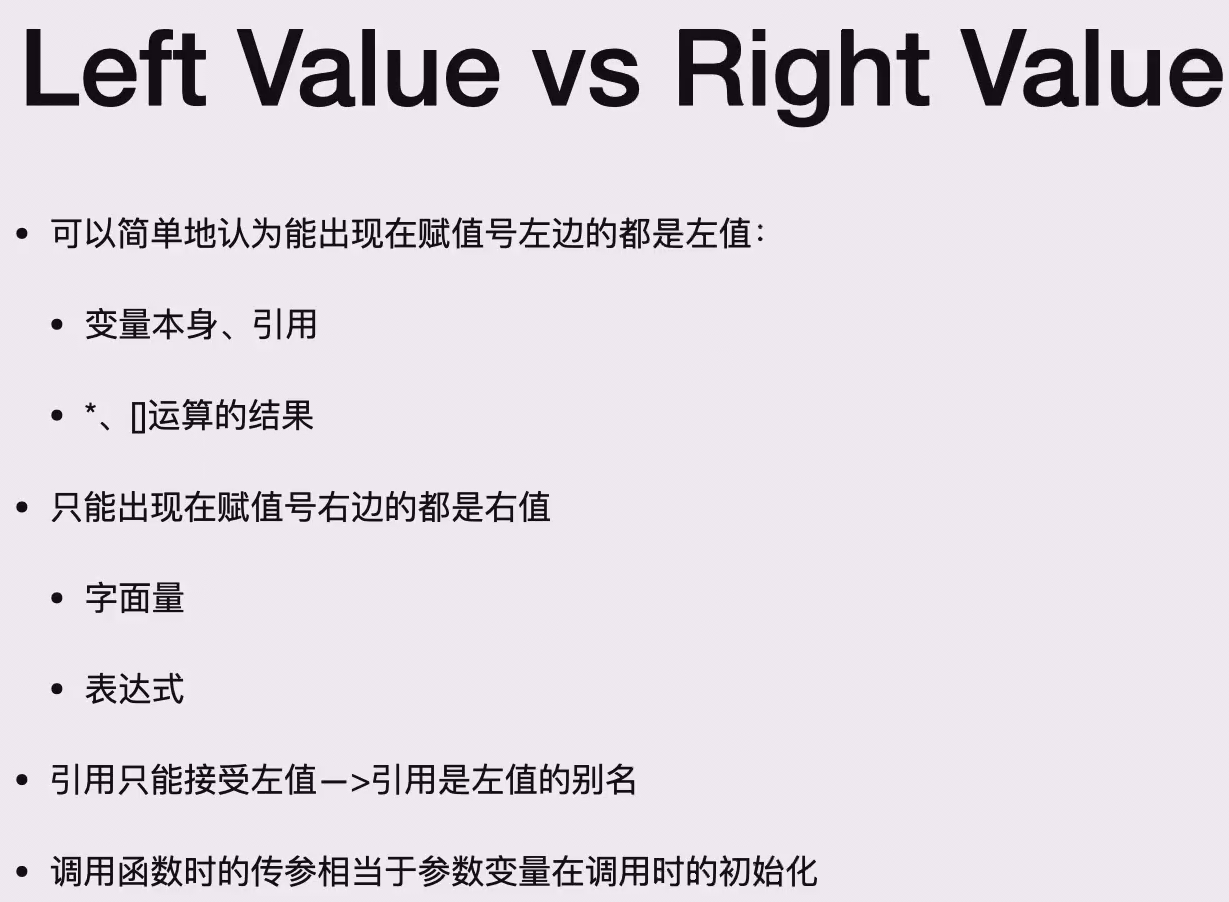 Left Value vs Right Value
• 可以简单地认为能出现在赋值号左边的都是左值：
• 变量本身、引用
• *、[]运算的结果
• 只能出现在赋值号右边的都是右值
• 字面量
• 表达式
• 引用只能接受左值—>引用是左值的别名
• 调用函数时的传参相当于参数变量在调用时的初始化